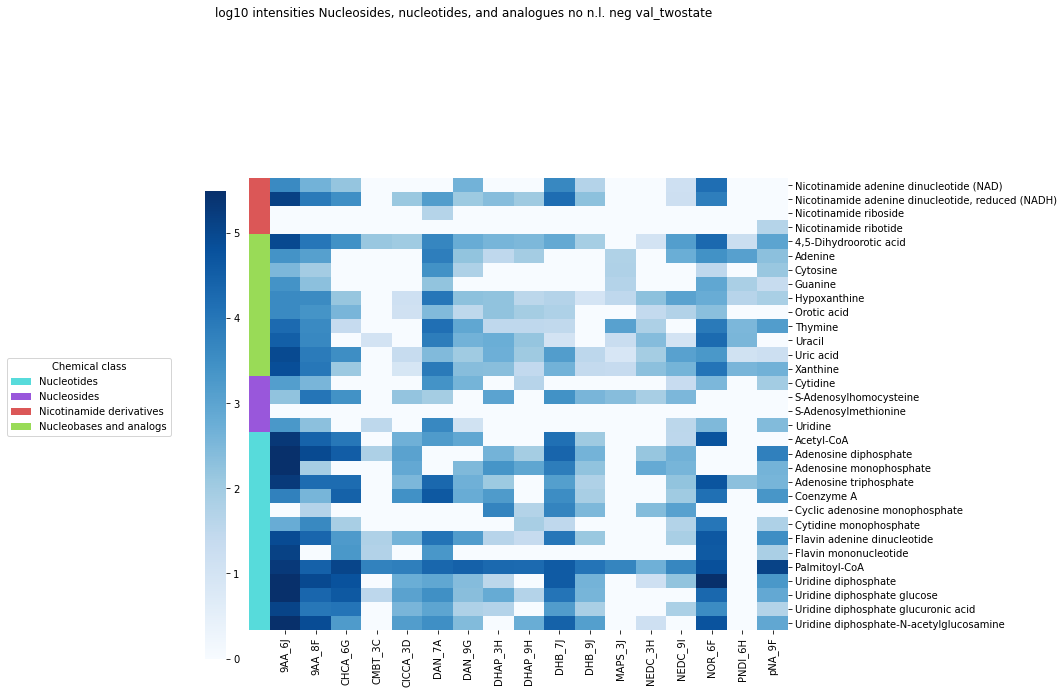 log10 intensities Nucleosides, nucleotides, and analogues no n.l. neg val_twostate
Chemical class
Nucleotides
Nucleosides
Nicotinamide derivatives
Nucleobases and analogs
5
4
3
2
1
0
Nicotinamide adenine dinucleotide (NAD)
Nicotinamide adenine dinucleotide, reduced (NADH)
Nicotinamide riboside
Nicotinamide ribotide
4,5-Dihydroorotic acid
Adenine
Cytosine
Guanine
Hypoxanthine
Orotic acid
Thymine
Uracil
Uric acid
Xanthine
Cytidine
S-Adenosylhomocysteine
S-Adenosylmethionine
Uridine
Acetyl-CoA
Adenosine diphosphate
Adenosine monophosphate
Adenosine triphosphate
Coenzyme A
Cyclic adenosine monophosphate
Cytidine monophosphate
Flavin adenine dinucleotide
Flavin mononucleotide
Palmitoyl-CoA
Uridine diphosphate
Uridine diphosphate glucose
Uridine diphosphate glucuronic acid
Uridine diphosphate-N-acetylglucosamine
9AA_6J
9AA_8F
CHCA_6G
CMBT_3C
ClCCA_3D
DAN_7A
DAN_9G
DHAP_3H
DHAP_9H
DHB_7J
DHB_9J
MAPS_3J
NEDC_3H
NEDC_9I
NOR_6F
PNDI_6H
pNA_9F